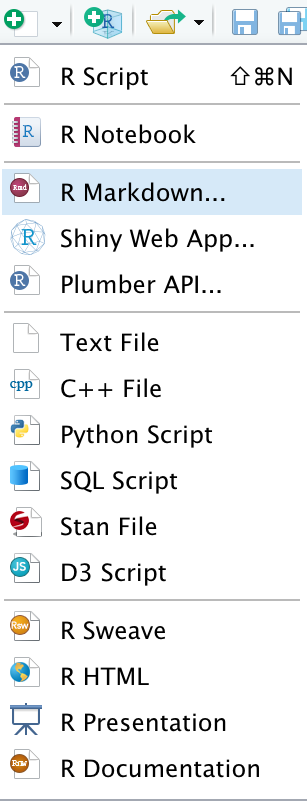 R Script ⇧⌘N
R Notebook
R Markdown...
Shiny Web App...
Plumber API...
Text File
C++ File
Python Script
SQL Script
Stan File
D3 Script
R Sweave
R HTML
R Presentation
R Documentation